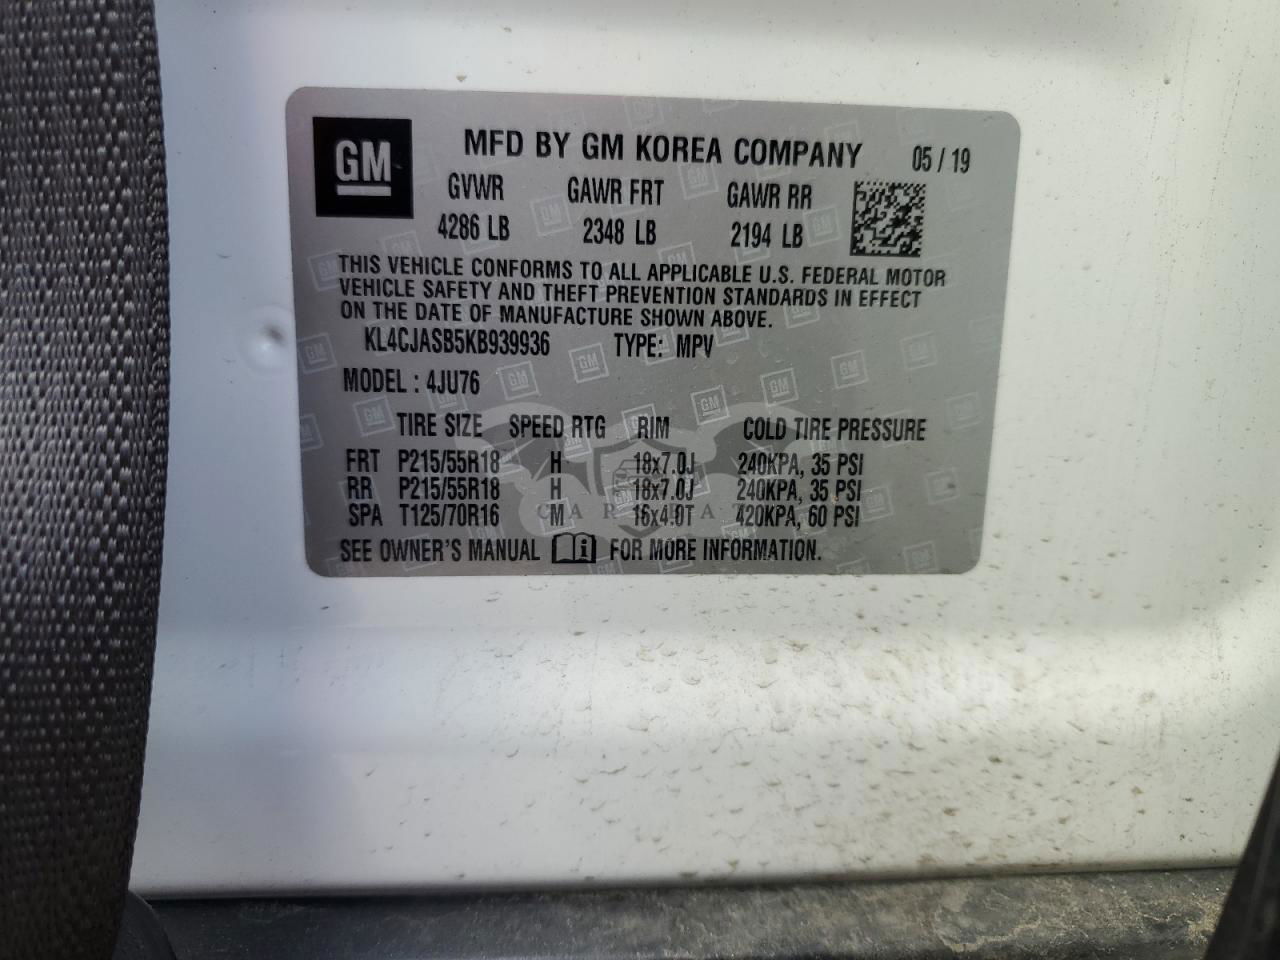 GM
MFD BY GM KOREA COMPANY 05 / 19
GVWR GAWR FRT GAWR RR
4286 LB 2348 LB 2194 LB
THIS VEHICLE CONFORMS TO ALL APPLICABLE U.S. FEDERAL MOTOR
VEHICLE SAFETY AND THEFT PREVENTION STANDARDS IN EFFECT
ON THE DATE OF MANUFACTURE SHOWN ABOVE.
KL4CJASB5KB939936 TYPE: MPV
MODEL : 4JU76
TIRE SIZE SPEED RTG RIM COLD TIRE PRESSURE
FRT P215/55R18 H 18x7.0J 240KPA, 35 PSI
RR P215/55R18 H 18x7.0J 240KPA, 35 PSI
SPA T125/70R16 M 16x4.0T 420KPA, 60 PSI
SEE OWNER'S MANUAL FOR MORE INFORMATION.